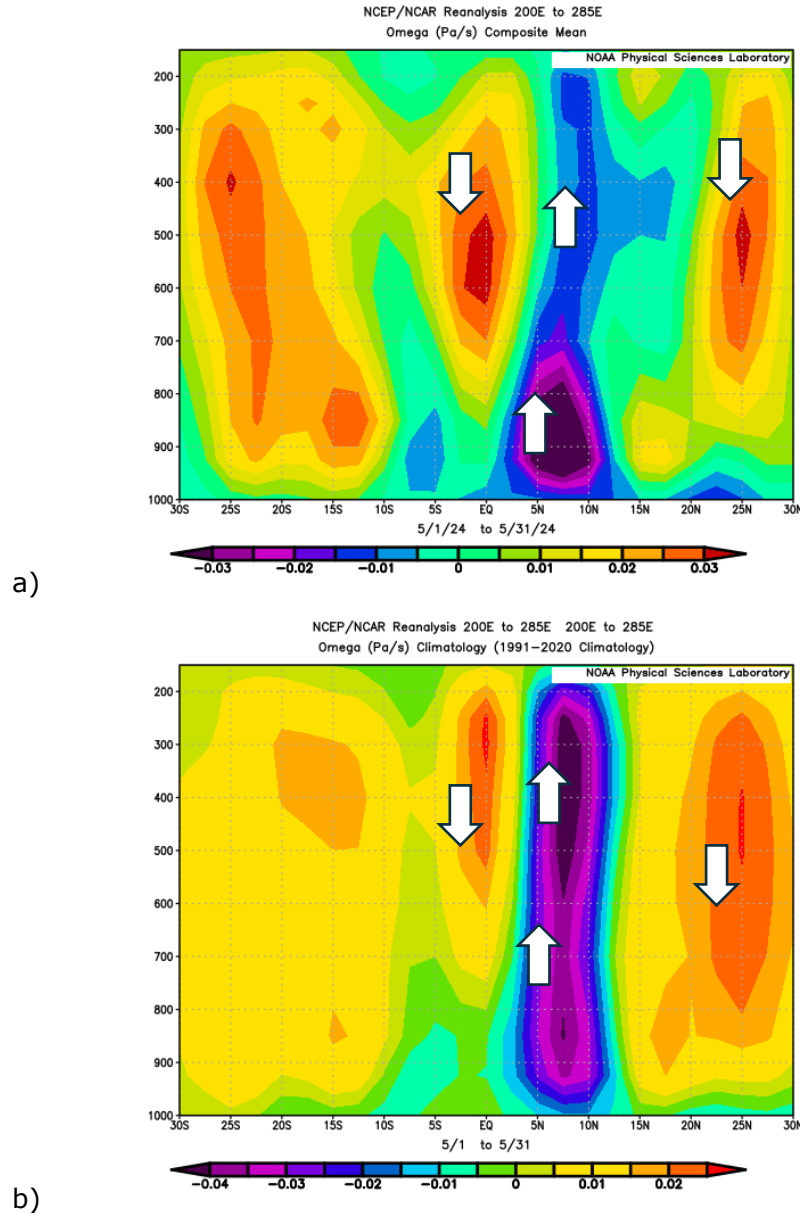 NCEP/NCAR Reanalysis 200E to 285E
Omega (Pa/s) Composite Mean
NOAA Physical Sciences Laboratory
200
300
400
500
600
700
800
900
1000
30S 25S 20S 15S 10S 5S EQ 5N 10N 15N 20N 25N 30N
5/1/24 to 5/31/24
-0.03 -0.02 -0.01 0 0.01 0.02 0.03
a)
NCEP/NCAR Reanalysis 200E to 285E 200E to 285E
Omega (Pa/s) Climatology (1991-2020 Climatology)
NOAA Physical Sciences Laboratory
200
300
400
500
600
700
800
900
1000
30S 25S 20S 15S 10S 5S EQ 5N 10N 15N 20N 25N 30N
5/1 to 5/31
-0.04 -0.03 -0.02 -0.01 0 0.01 0.02
b)